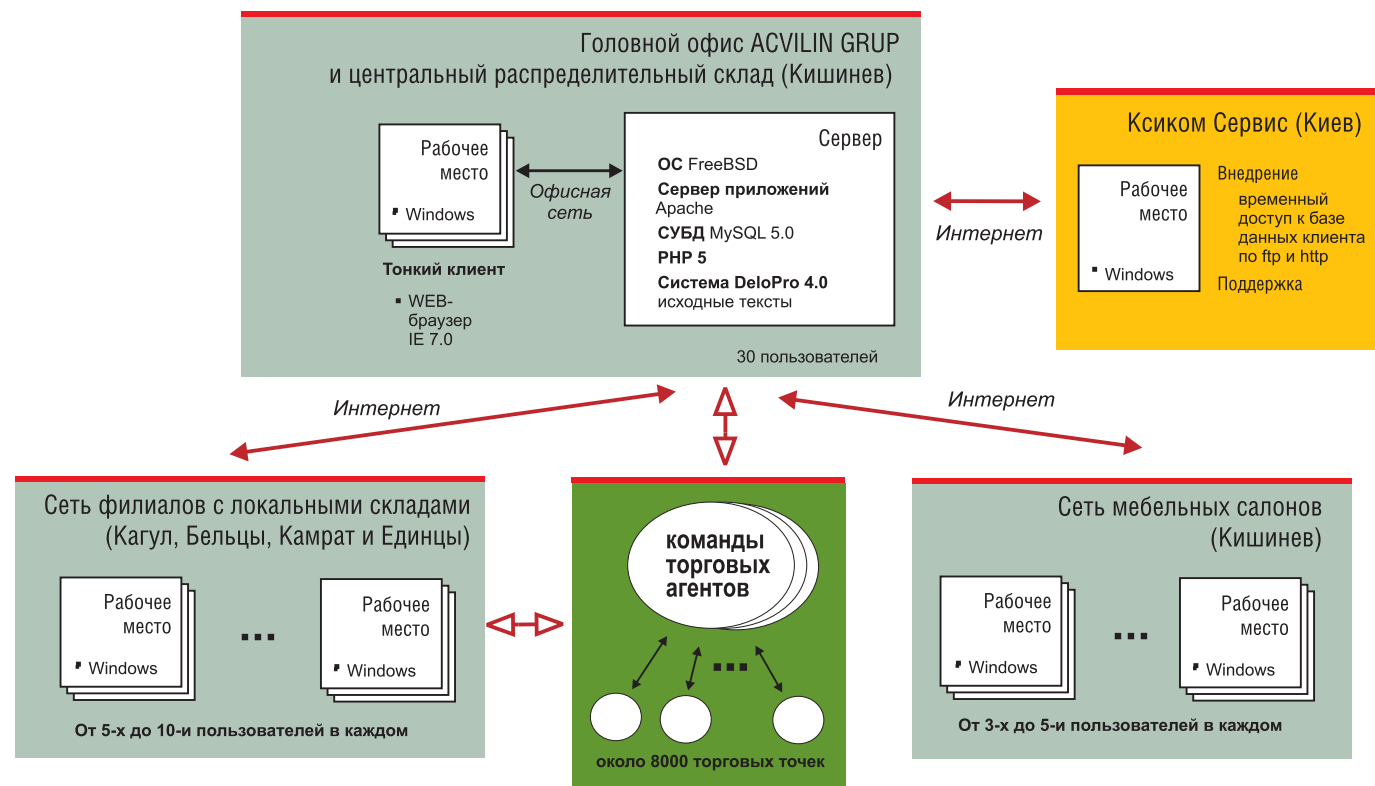 Головной офис ACVILIN GRUP
и центральный распределительный склад (Кишинев)
Рабочее
место
Windows
Тонкий клиент
WEB-
браузер
IE 7.0
Офисная
сеть
Сервер
ОС FreeBSD
Сервер приложений
Apache
СУБД MySQL 5.0
PHP 5
Система DeloPro 4.0
исходные тексты
30 пользователей
Интернет
Ксиком Сервис (Киев)
Рабочее
место
Windows
Внедрение
временный
доступ к базе
данных клиента
по ftp и http
Поддержка
Интернет
Интернет
Сеть филиалов с локальными складами
(Кагул, Бельцы, Камрат и Единцы)
Рабочее
место
Windows
...
Рабочее
место
Windows
От 5-х до 10-и пользователей в каждом
команды
торговых
агентов
...
около 8000 торговых точек
Сеть мебельных салонов
(Кишинев)
Рабочее
место
Windows
...
Рабочее
место
Windows
От 3-х до 5-и пользователей в каждом